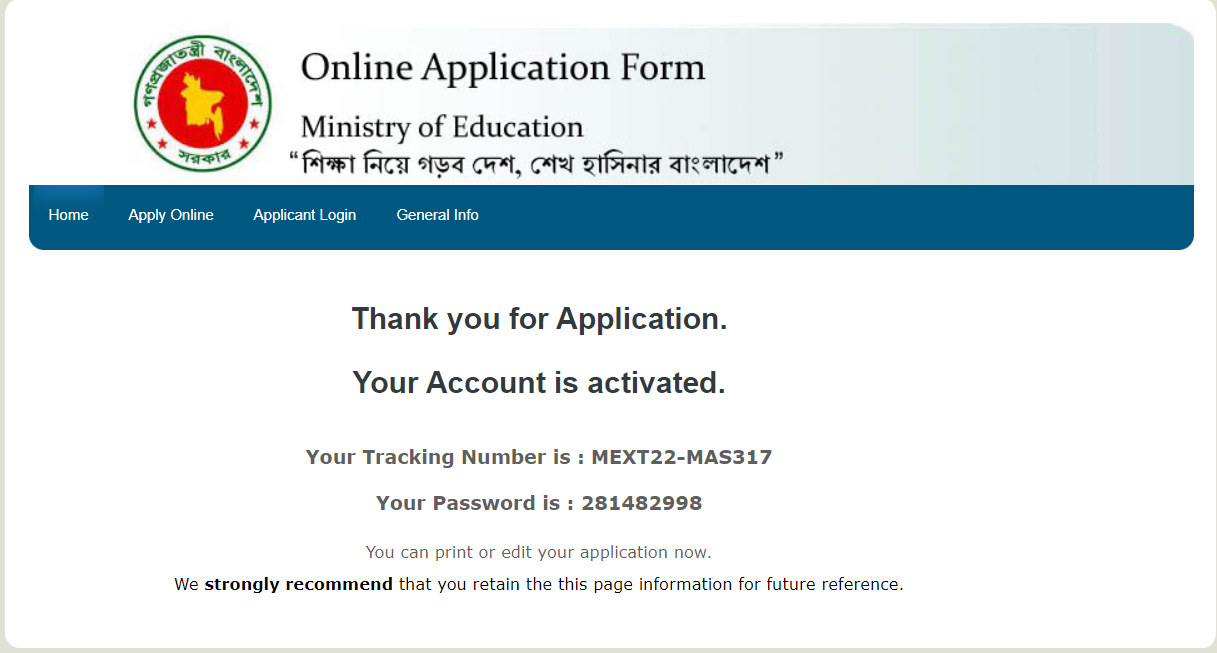 গণপ্রজাতন্ত্রী বাংলাদেশ
সরকার
Online Application Form
Ministry of Education
“শিক্ষা নিয়ে গড়ব দেশ, শেখ হাসিনার বাংলাদেশ”
Home Apply Online Applicant Login General Info
Thank you for Application.
Your Account is activated.
Your Tracking Number is : MEXT22-MAS317
Your Password is : 281482998
You can print or edit your application now.
We strongly recommend that you retain the this page information for future reference.